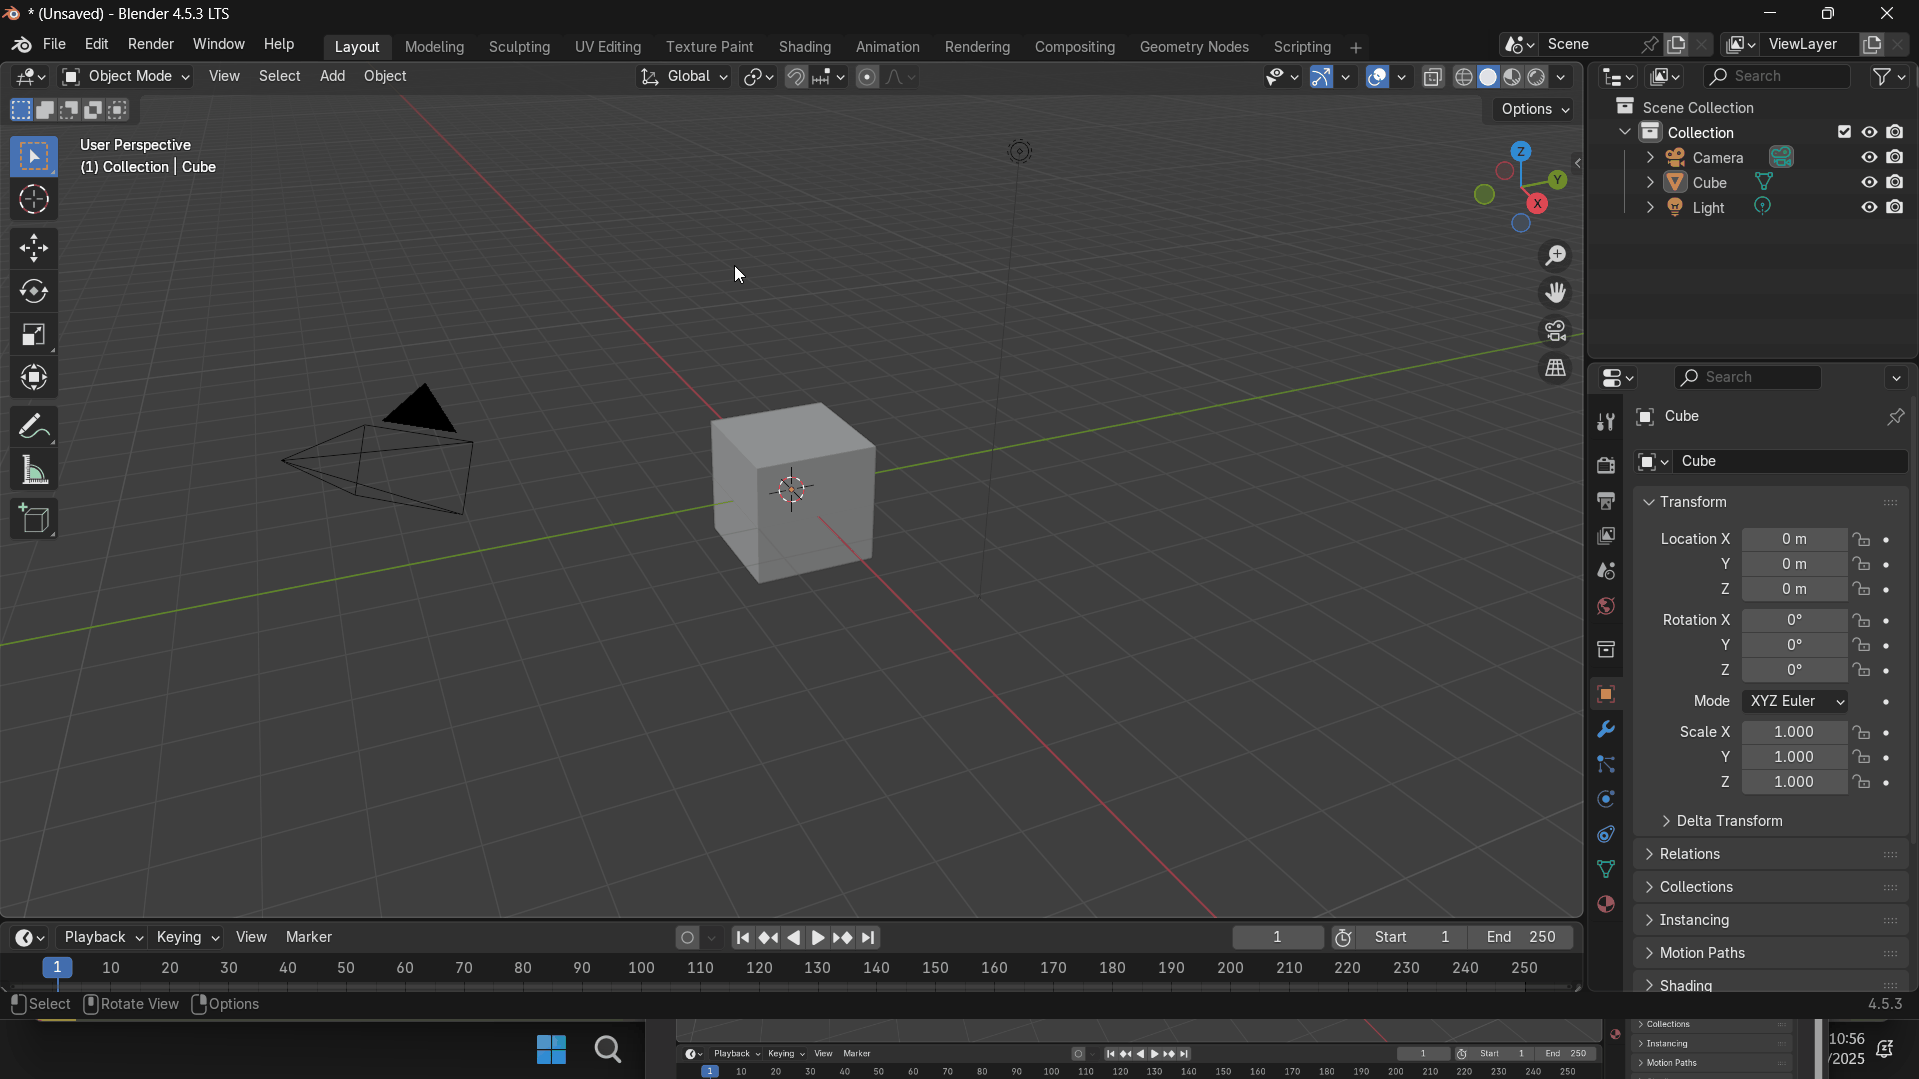 * (Unsaved) - Blender 4.5.3 LTS
File Edit Render Window Help
Layout Modeling Sculpting UV Editing Texture Paint Shading Animation Rendering Compositing Geometry Nodes Scripting +
Scene
ViewLayer
Object Mode View Select Add Object
Global
Search
Options
User Perspective
(1) Collection | Cube
Z
Y
X
Scene Collection
Collection
Camera
Cube
Light
Search
Cube
Cube
Transform
Location X 0 m
Y 0 m
Z 0 m
Rotation X 0°
Y 0°
Z 0°
Mode XYZ Euler
Scale X 1.000
Y 1.000
Z 1.000
Delta Transform
Relations
Collections
Instancing
Motion Paths
Shading
Playback Keying View Marker
1
Start 1 End 250
1 10 20 30 40 50 60 70 80 90 100 110 120 130 140 150 160 170 180 190 200 210 220 230 240 250
Select Rotate View Options
4.5.3
Collections
Instancing
Motion Paths
Playback Keying View Marker
1 Start 1 End 250
1 10 20 30 40 50 60 70 80 90 100 110 120 130 140 150 160 170 180 190 200 210 220 230 240 250
10:56
/2025